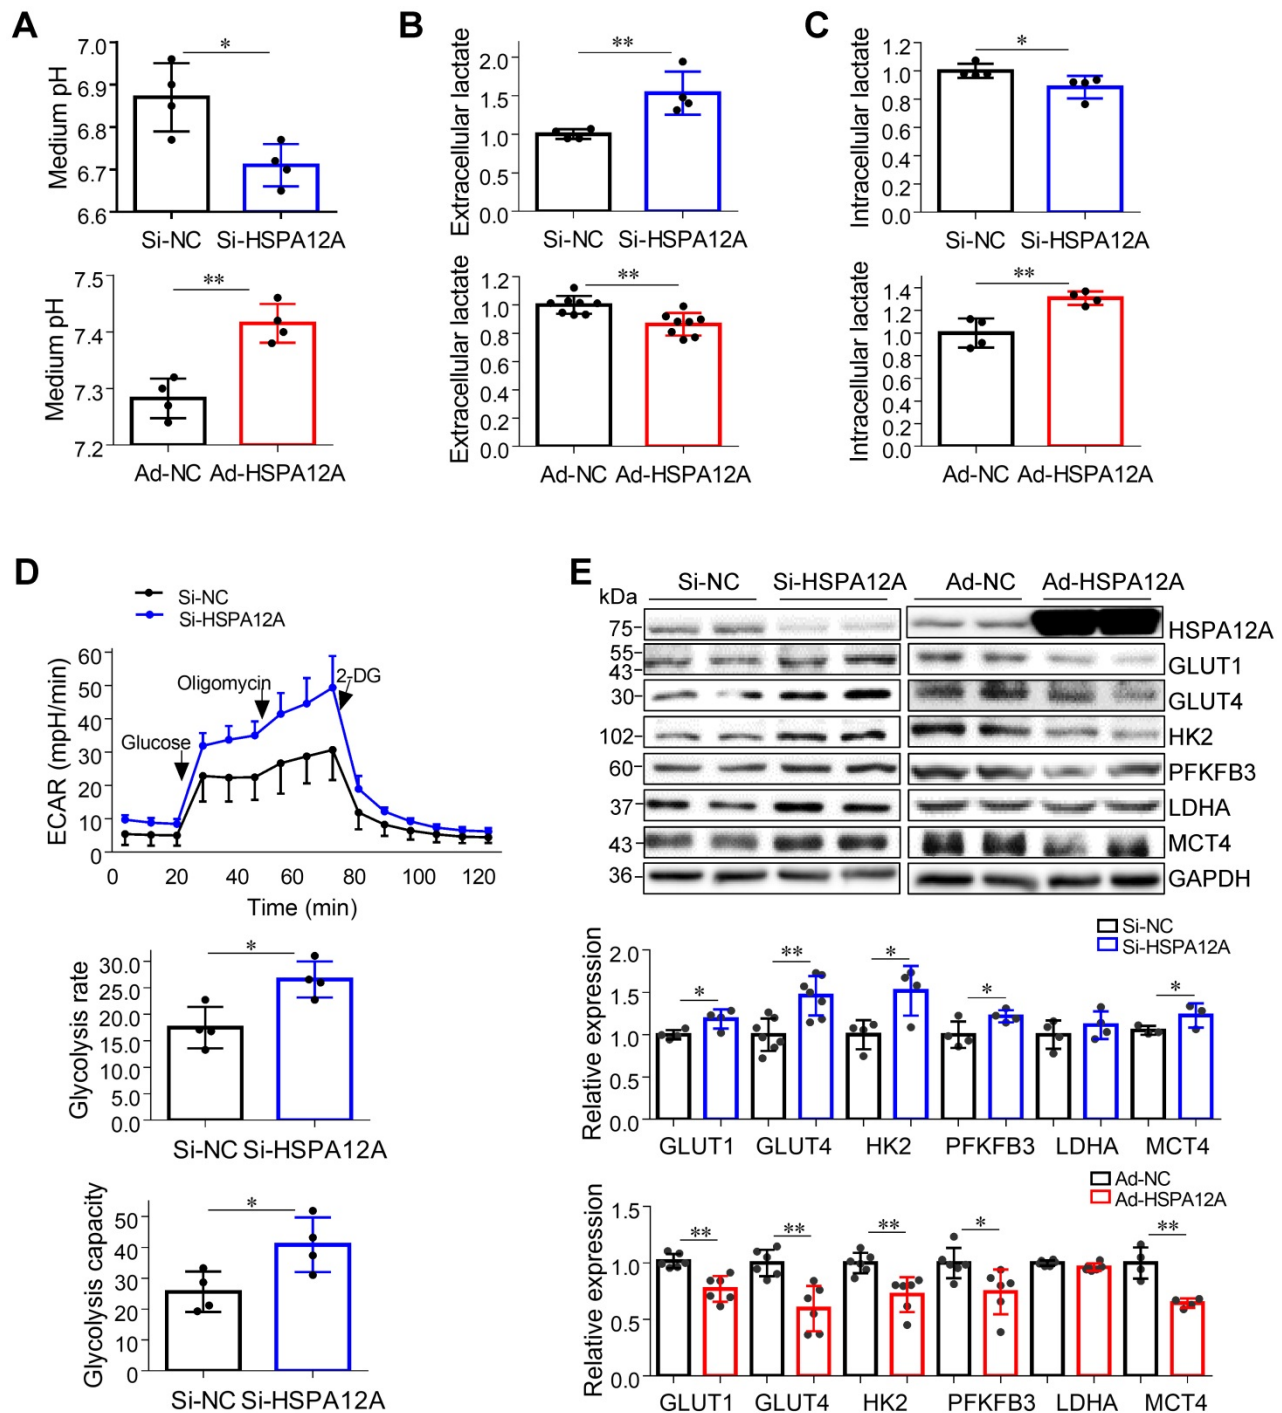 A
Medium pH
7.0
6.9
6.8
6.7
6.6
*
Si-NC Si-HSPA12A
Medium pH
7.5
7.4
7.3
7.2
**
Ad-NC Ad-HSPA12A
B
Extracellular lactate
2.0
1.5
1.0
0.5
0.0
**
Si-NC Si-HSPA12A
Extracellular lactate
1.2
1.0
0.8
0.6
0.4
0.2
0.0
**
Ad-NC Ad-HSPA12A
C
Intracellular lactate
1.2
1.0
0.8
0.6
0.4
0.2
0.0
*
Si-NC Si-HSPA12A
Intracellular lactate
1.4
1.2
1.0
0.8
0.6
0.4
0.2
0.0
**
Ad-NC Ad-HSPA12A
D
Si-NC
Si-HSPA12A
ECAR (mpH/min)
60
50
40
30
20
10
0
Glucose
Oligomycin
2-DG
0 20 40 60 80 100 120
Time (min)
Glycolysis rate
30.0
25.0
20.0
15.0
10.0
5.0
0.0
*
Si-NC Si-HSPA12A
Glycolysis capacity
50
40
30
20
10
0
*
Si-NC Si-HSPA12A
E
Si-NC Si-HSPA12A Ad-NC Ad-HSPA12A
kDa
75 HSPA12A
55
43 GLUT1
30 GLUT4
102 HK2
60 PFKFB3
37 LDHA
43 MCT4
36 GAPDH
Si-NC
Si-HSPA12A
Relative expression
2.0
1.5
1.0
0.5
0.0
* ** * * *
GLUT1 GLUT4 HK2 PFKFB3 LDHA MCT4
Ad-NC
Ad-HSPA12A
Relative expression
1.5
1.0
0.5
0.0
** ** ** * **
GLUT1 GLUT4 HK2 PFKFB3 LDHA MCT4